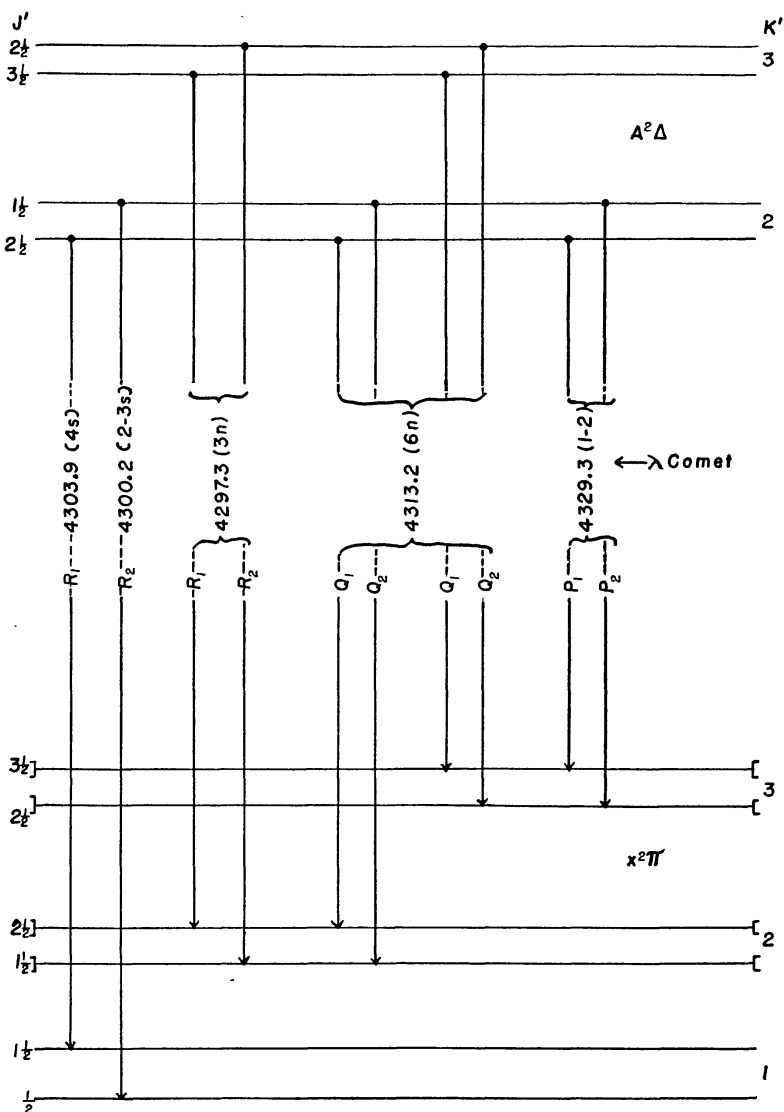 J' K'
2½ 3
3½
A²Δ
1½ 2
2½
R₁---4303.9 (4s)---
R₂----4300.2 (2-3s)
4297.3 (3n)
4313.2 (6n)
4329.3 (1-2)
←λ Comet
R₁
R₂
Q₁
Q₂
Q₁
Q₂
P₁
P₂
3½] [
3
2½] [
x²π
2½] [
2
1½] [
1½
1
½